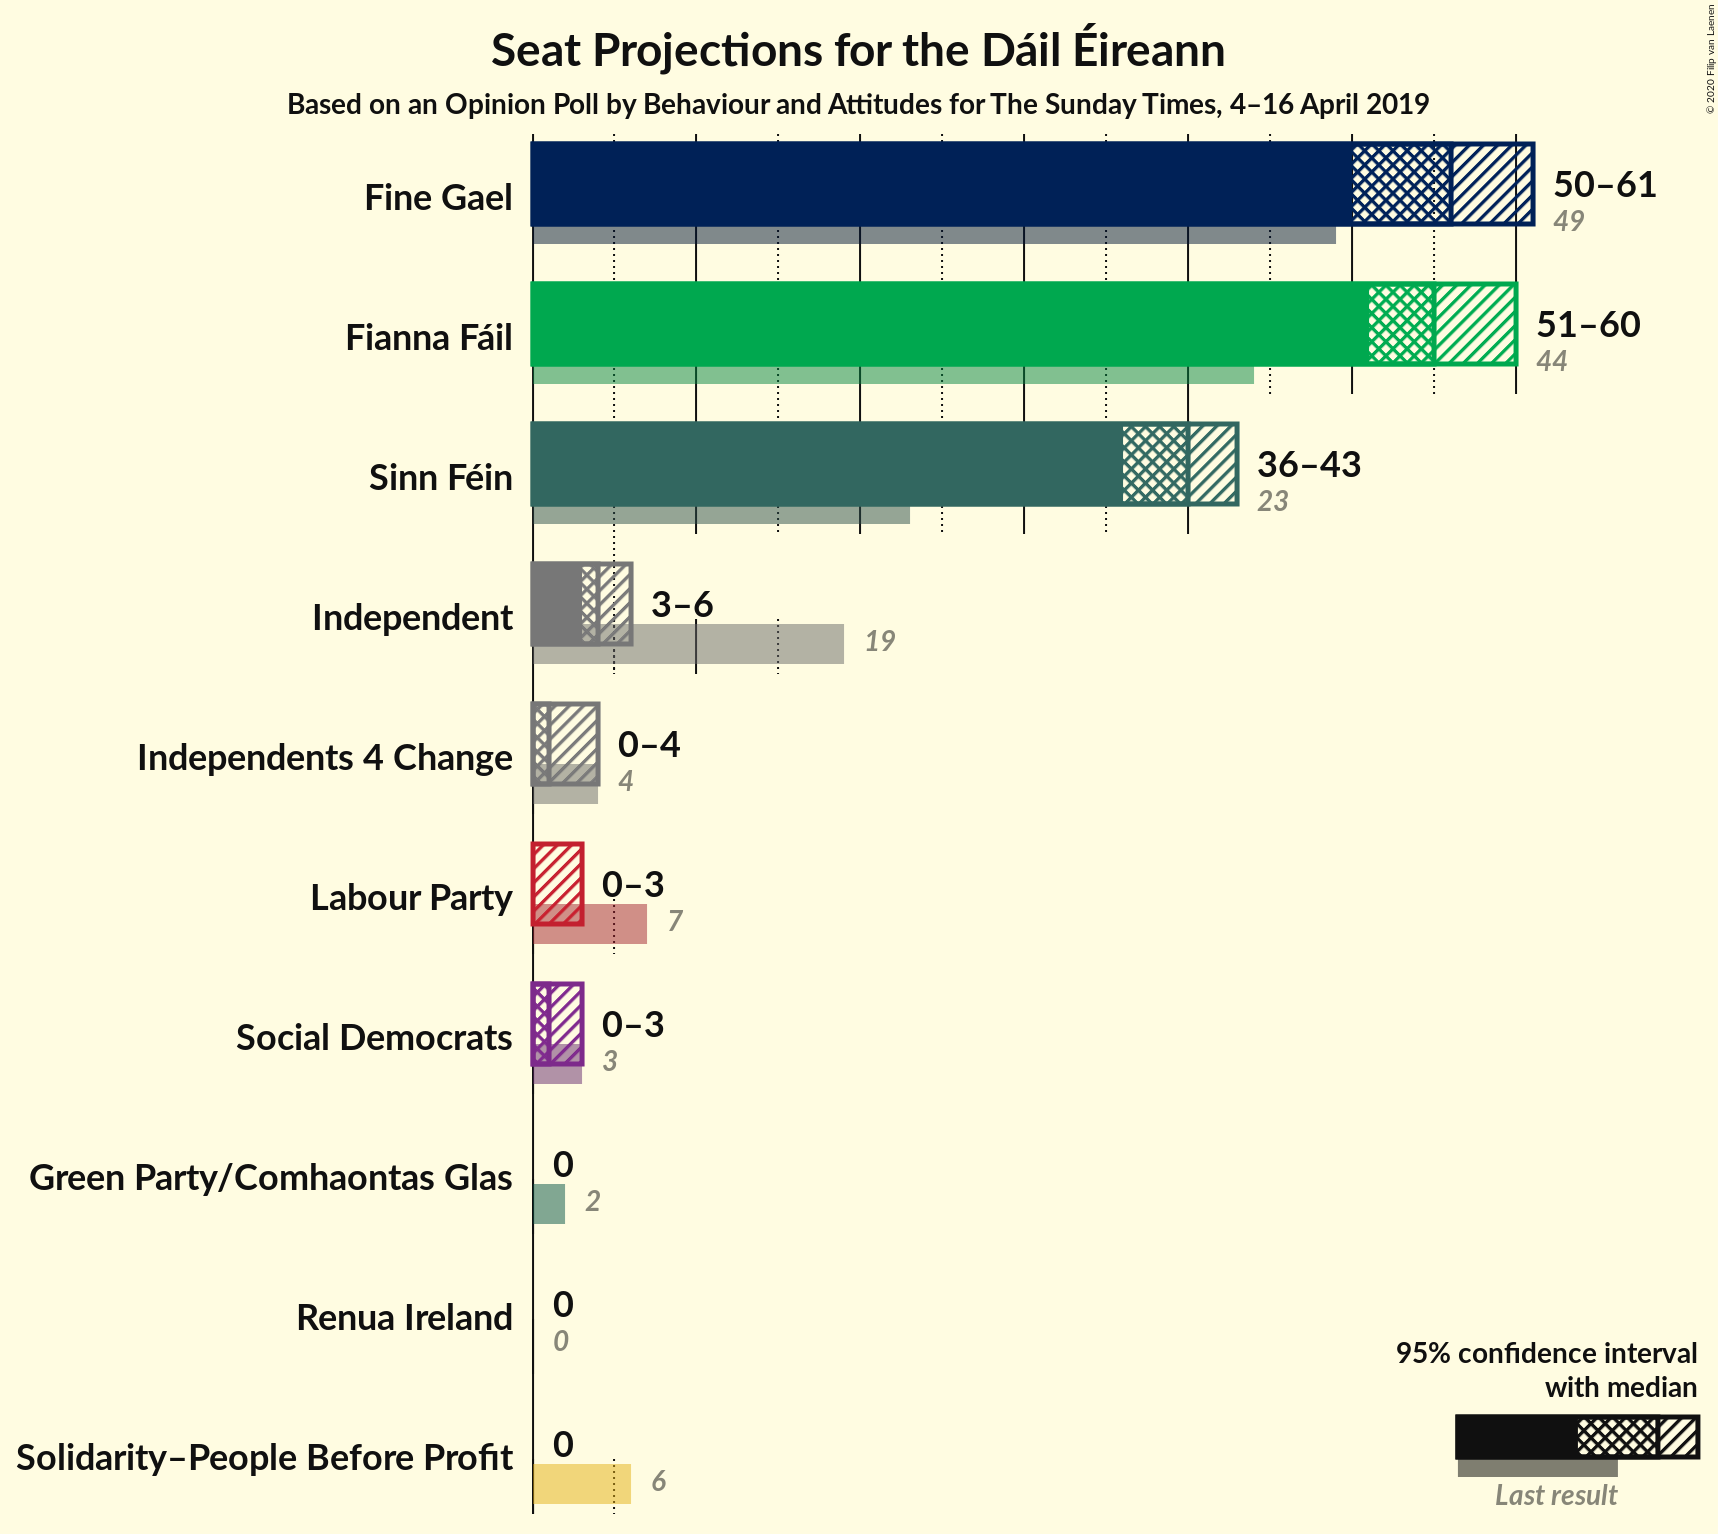 Seat Projections for the Dáil Éireann
Based on an Opinion Poll by Behaviour and Attitudes for The Sunday Times, 4–16 April 2019
© 2020 Filip van Laenen
Fine Gael
50–61
49
Fianna Fáil
51–60
44
Sinn Féin
36–43
23
Independent
3–6
19
Independents 4 Change
0–4
4
Labour Party
0–3
7
Social Democrats
0–3
3
Green Party/Comhaontas Glas
0
2
Renua Ireland
0
0
Solidarity–People Before Profit
0
6
95% confidence interval
with median
Last result